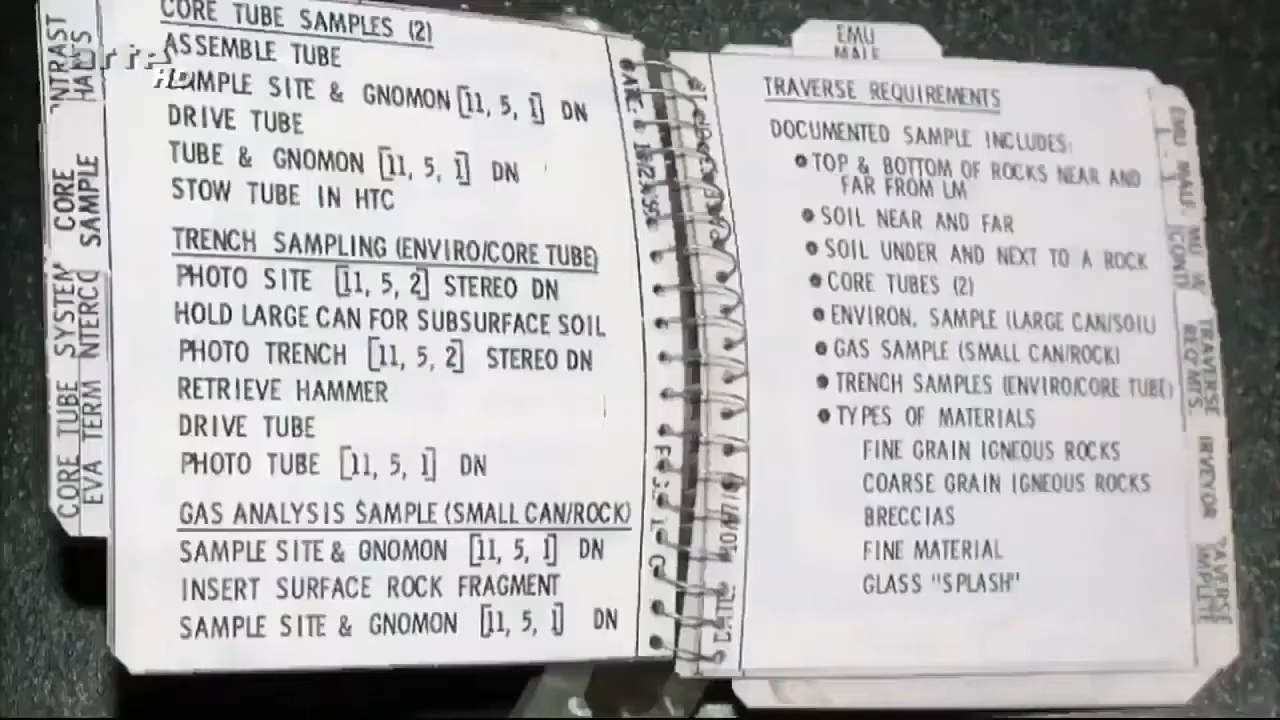 CORE TUBE SAMPLES (2)
ASSEMBLE TUBE
SITE & GNOMON [11, 5, 1] DN
DRIVE TUBE
TUBE & GNOMON [11, 5, 1] DN
STOW TUBE IN HTC
TRENCH SAMPLING (ENVIRO/CORE TUBE)
PHOTO SITE [11, 5, 2] STEREO DN
HOLD LARGE CAN FOR SUBSURFACE SOIL
PHOTO TRENCH [11, 5, 2] STEREO DN
RETRIEVE HAMMER
DRIVE TUBE
PHOTO TUBE [11, 5, 1] DN
GAS ANALYSIS SAMPLE (SMALL CAN/ROCK)
SAMPLE SITE & GNOMON [11, 5, 1] DN
INSERT SURFACE ROCK FRAGMENT
SAMPLE SITE & GNOMON [11, 5, 1] DN
CORE TUBE SYSTEM
EVA TERM
CORE
SAMPLE
EMU
MALF
TRAVERSE REQUIREMENTS
DOCUMENTED SAMPLE INCLUDES:
• TOP & BOTTOM OF ROCKS NEAR AND
FAR FROM LM
• SOIL NEAR AND FAR
• SOIL UNDER AND NEXT TO A ROCK
• CORE TUBES (2)
• ENVIRON. SAMPLE (LARGE CAN/SOIL)
• GAS SAMPLE (SMALL CAN/ROCK)
• TRENCH SAMPLES (ENVIRO/CORE TUBE)
• TYPES OF MATERIALS
FINE GRAIN IGNEOUS ROCKS
COARSE GRAIN IGNEOUS ROCKS
BRECCIAS
FINE MATERIAL
GLASS "SPLASH"
EMU MALF
TRAVERSE
REQ'MTS.
HD